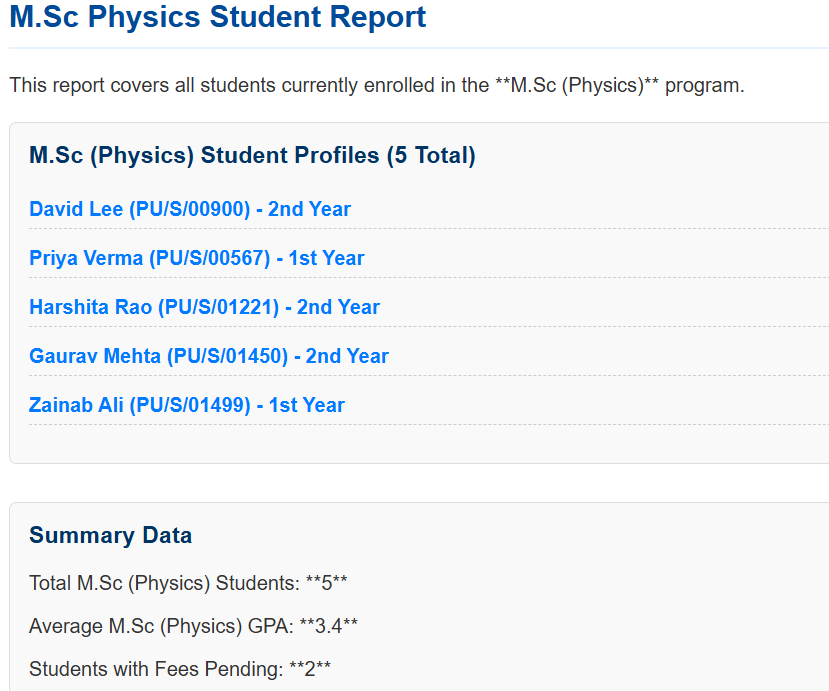 M.Sc Physics Student Report
This report covers all students currently enrolled in the **M.Sc (Physics)** program.
M.Sc (Physics) Student Profiles (5 Total)
David Lee (PU/S/00900) - 2nd Year
Priya Verma (PU/S/00567) - 1st Year
Harshita Rao (PU/S/01221) - 2nd Year
Gaurav Mehta (PU/S/01450) - 2nd Year
Zainab Ali (PU/S/01499) - 1st Year
Summary Data
Total M.Sc (Physics) Students: **5**
Average M.Sc (Physics) GPA: **3.4**
Students with Fees Pending: **2**